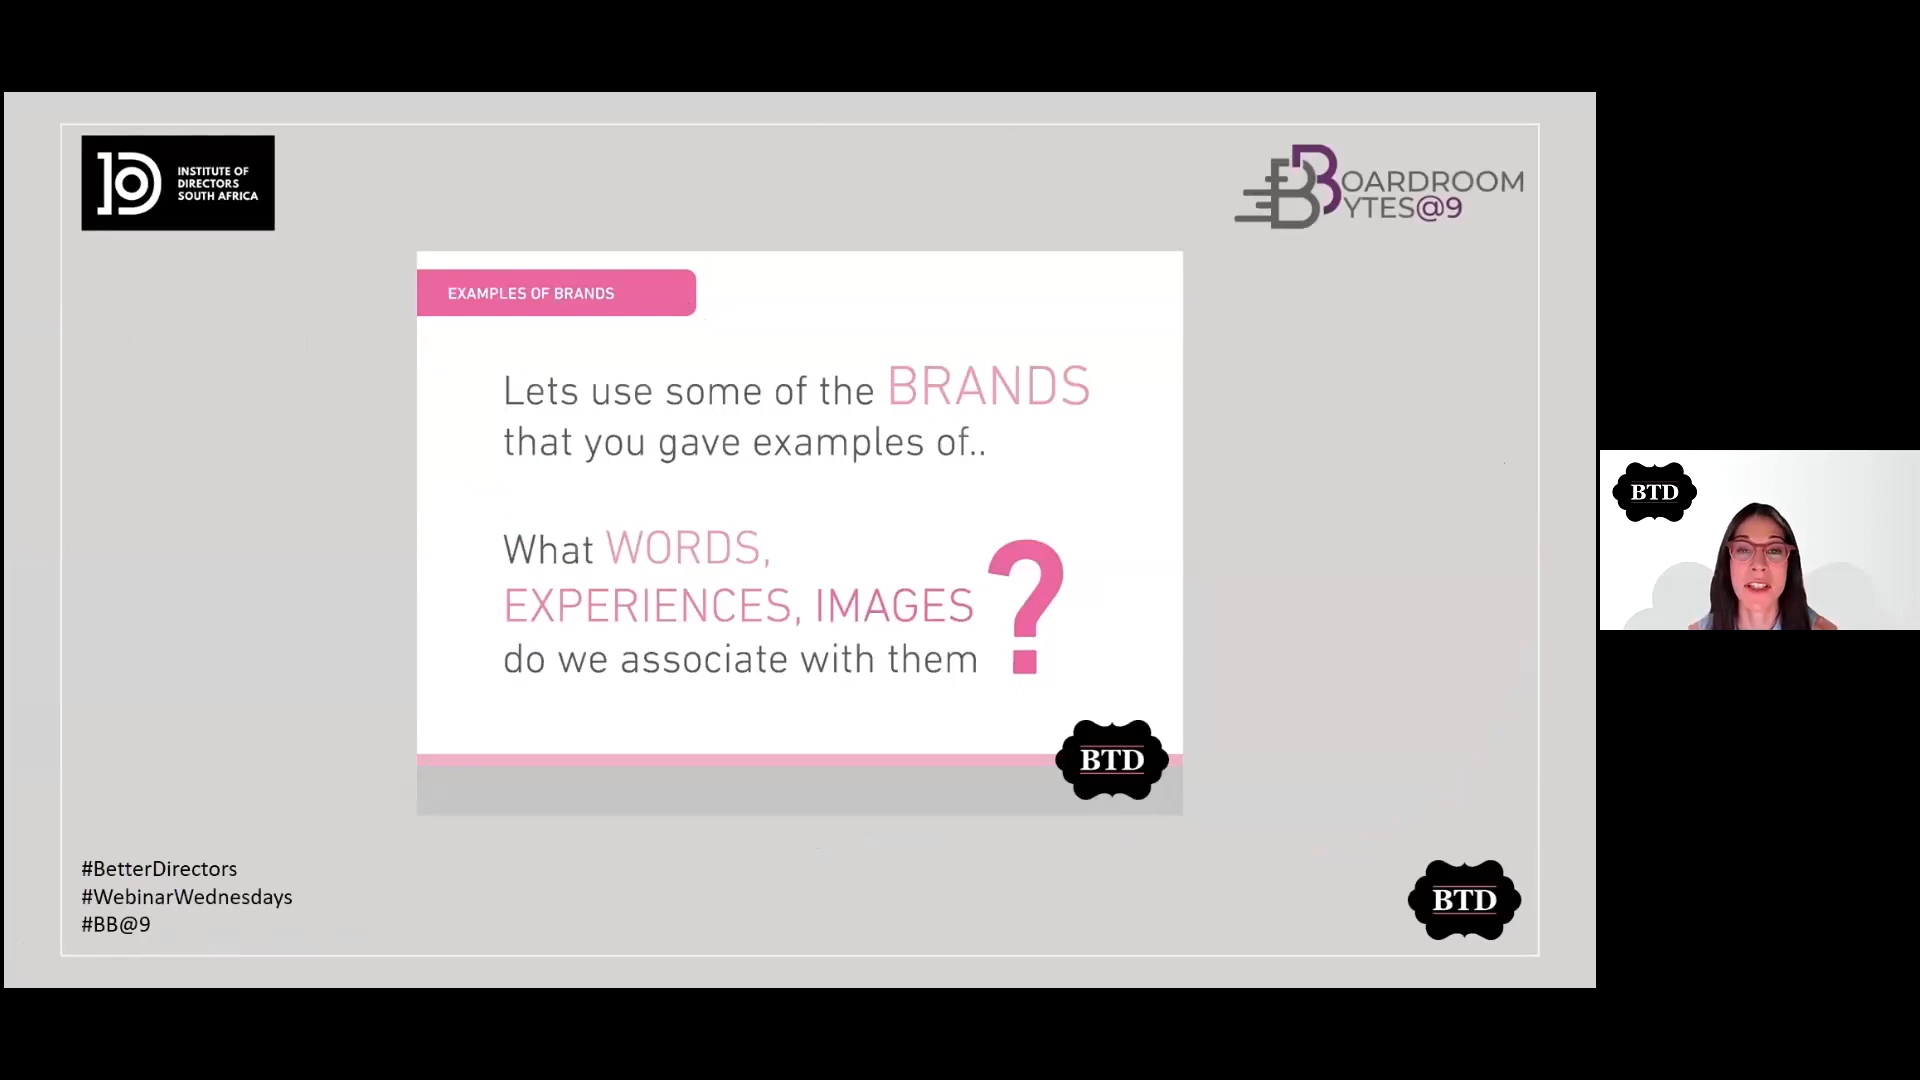 INSTITUTE OF
DIRECTORS
SOUTH AFRICA
BOARDROOM
BYTES@9
EXAMPLES OF BRANDS
Lets use some of the BRANDS
that you gave examples of..
What WORDS,
EXPERIENCES, IMAGES
do we associate with them ?
BTD
BTD
#BetterDirectors
#WebinarWednesdays
#BB@9
BTD